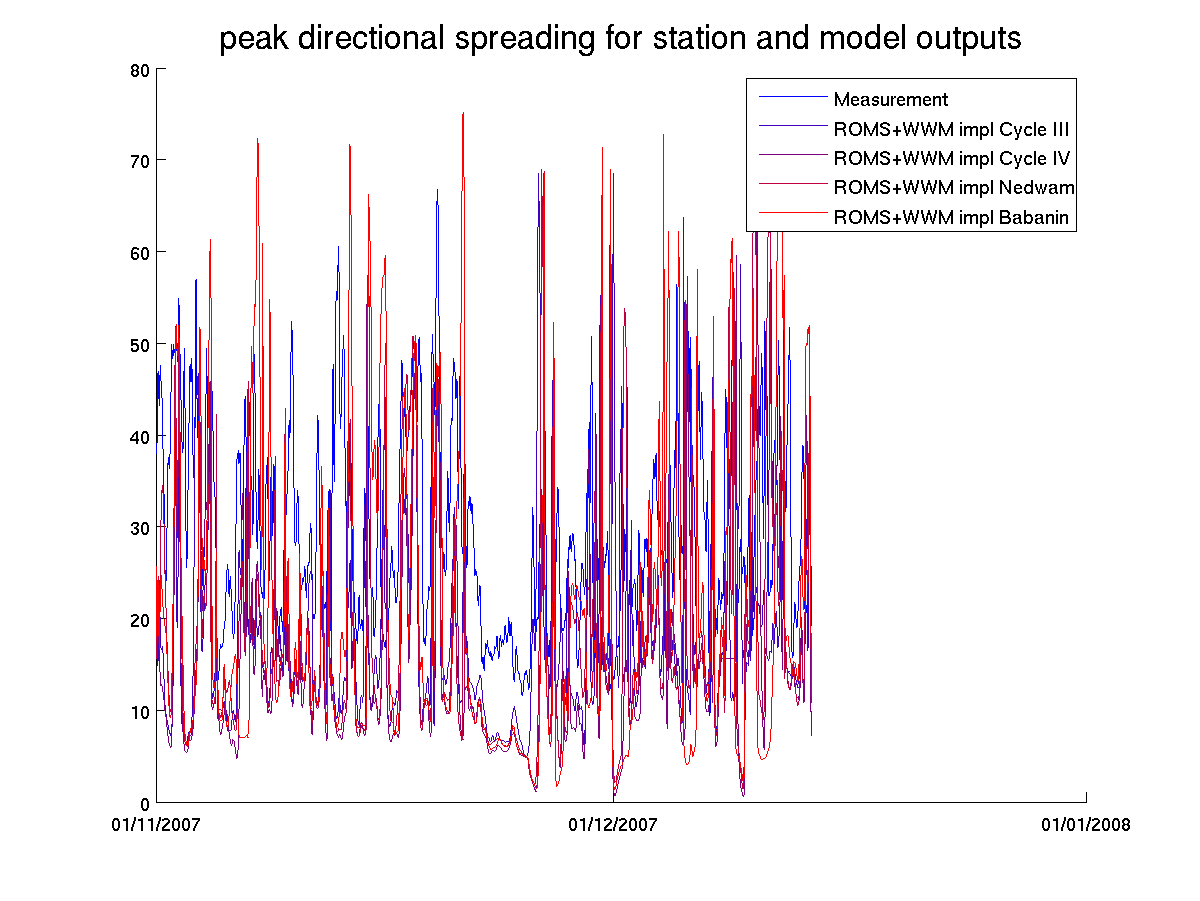 peak directional spreading for station and model outputs
80
70
60
50
40
30
20
10
0
Measurement
ROMS+WWM impl Cycle III
ROMS+WWM impl Cycle IV
ROMS+WWM impl Nedwam
ROMS+WWM impl Babanin
01/11/2007
01/12/2007
01/01/2008